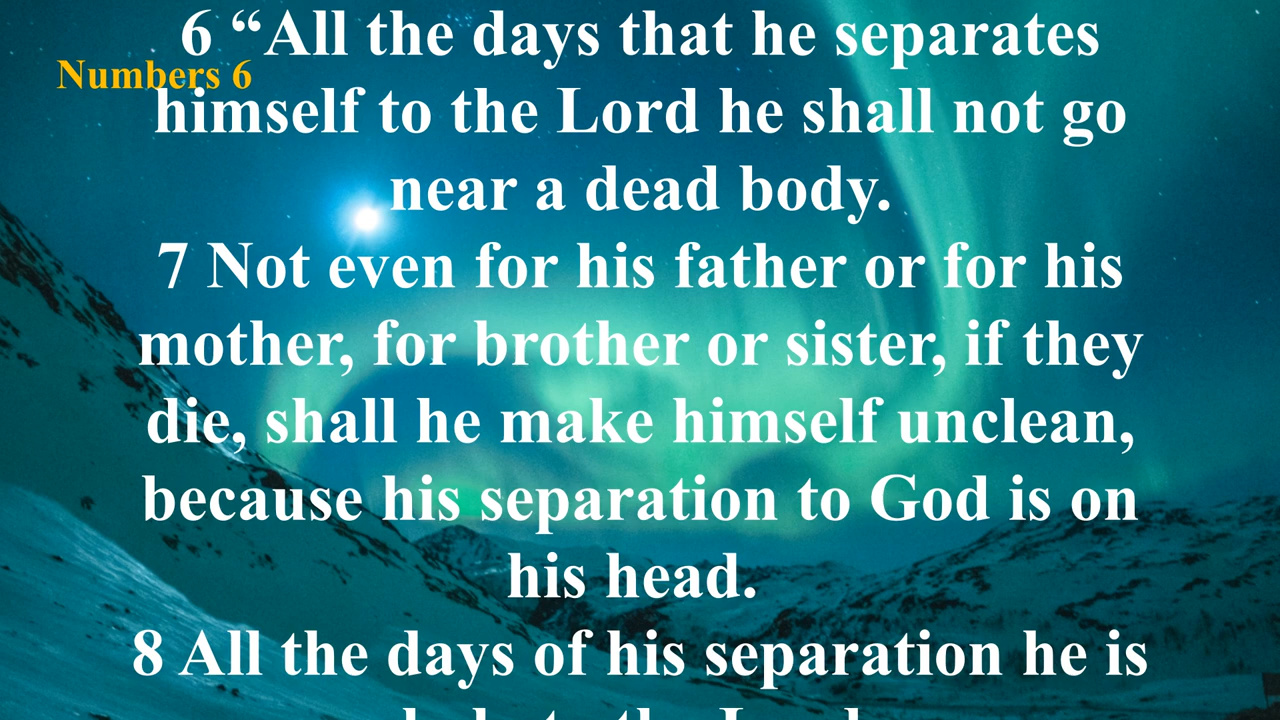 6 “All the days that he separates
Numbers 6
himself to the Lord he shall not go
near a dead body.
7 Not even for his father or for his
mother, for brother or sister, if they
die, shall he make himself unclean,
because his separation to God is on
his head.
8 All the days of his separation he is